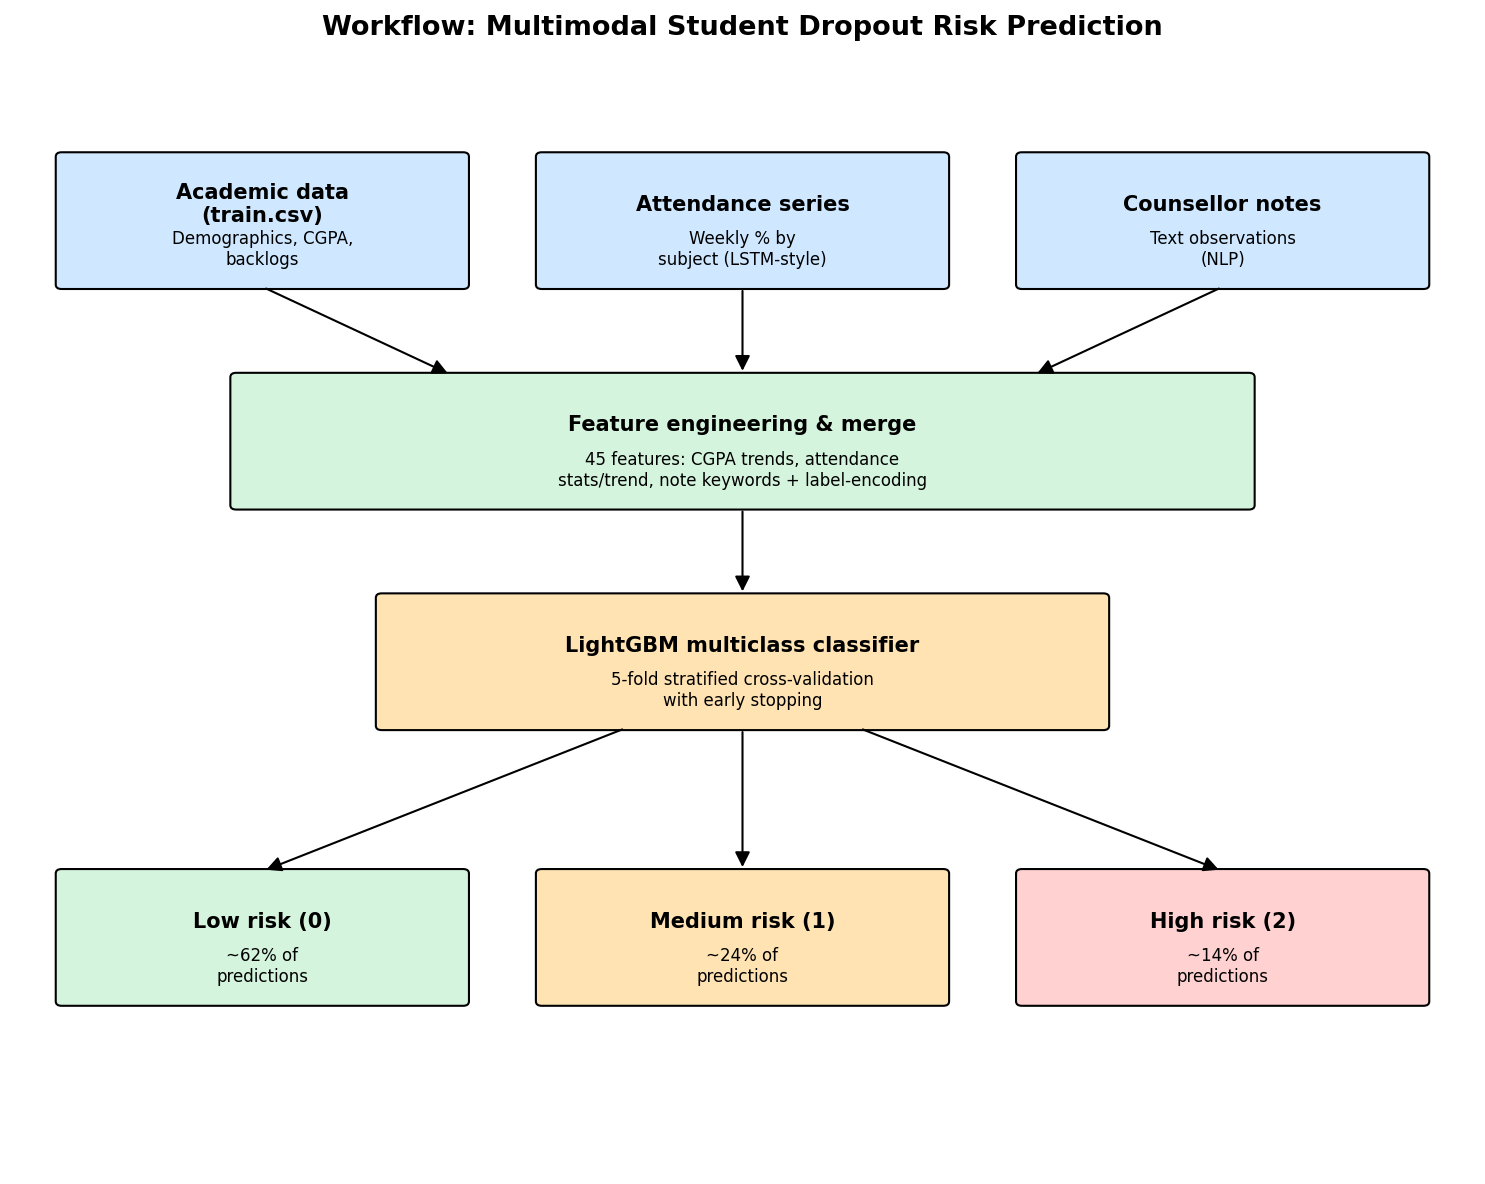 Workflow: Multimodal Student Dropout Risk Prediction
Academic data
(train.csv)
Demographics, CGPA,
backlogs
Attendance series
Weekly % by
subject (LSTM-style)
Counsellor notes
Text observations
(NLP)
Feature engineering & merge
45 features: CGPA trends, attendance
stats/trend, note keywords + label-encoding
LightGBM multiclass classifier
5-fold stratified cross-validation
with early stopping
Low risk (0)
~62% of
predictions
Medium risk (1)
~24% of
predictions
High risk (2)
~14% of
predictions